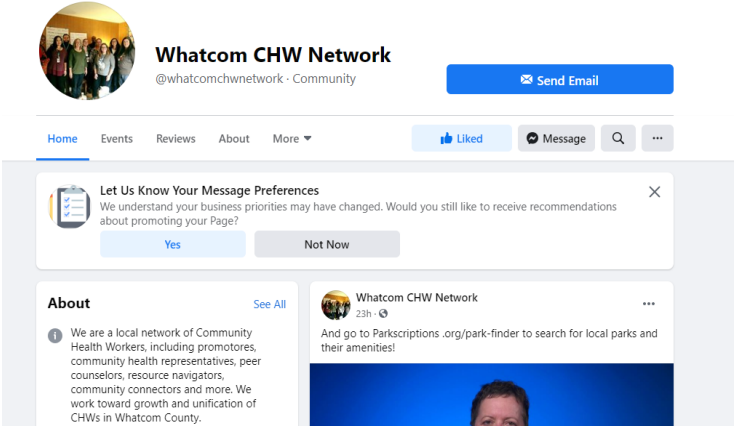 Whatcom CHW Network
@whatcomchwnetwork · Community
Send Email
Home
Events
Reviews
About
More
Liked
Message
Let Us Know Your Message Preferences
We understand your business priorities may have changed. Would you still like to receive recommendations
about promoting your Page?
Yes
Not Now
About
See All
We are a local network of Community
Health Workers, including promotores,
community health representatives, peer
counselors, resource navigators,
community connectors and more. We
work toward growth and unification of
CHWs in Whatcom County.
Whatcom CHW Network
23h ·
And go to Parkscriptions .org/park-finder to search for local parks and
their amenities!